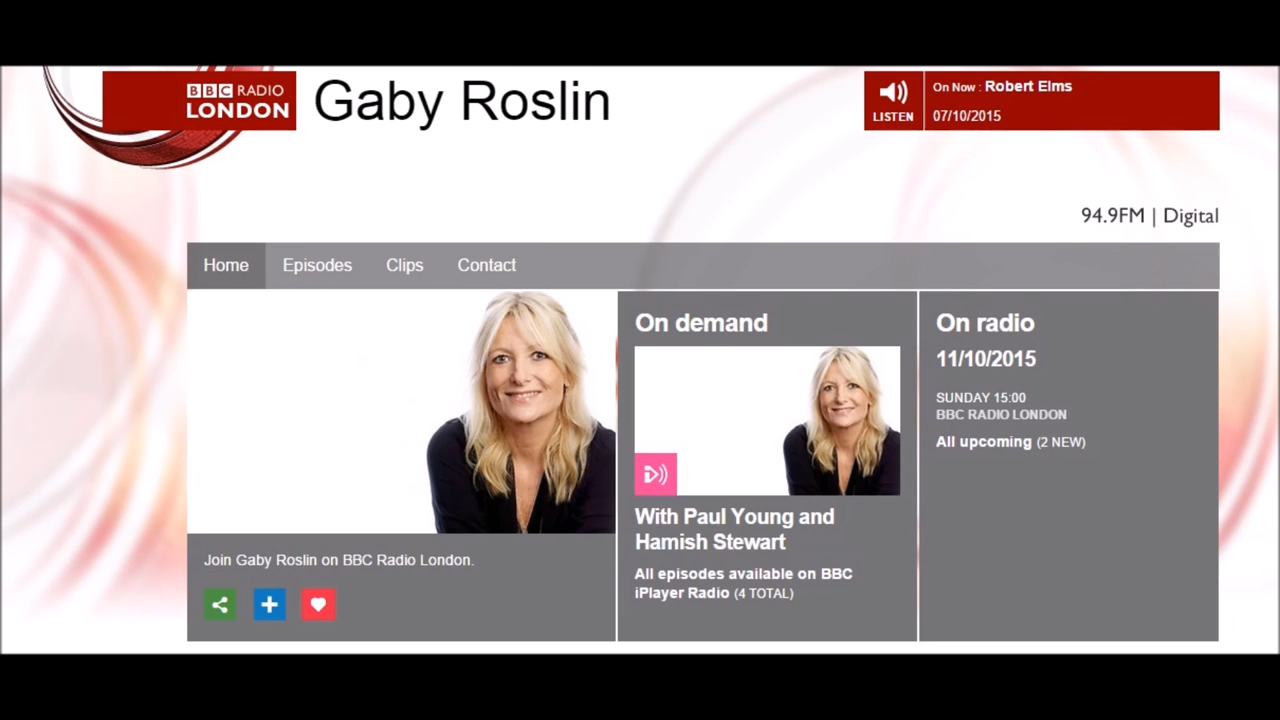 BBC RADIO
LONDON
Gaby Roslin
LISTEN
On Now : Robert Elms
07/10/2015
94.9FM | Digital
Home Episodes Clips Contact
Join Gaby Roslin on BBC Radio London.
On demand
With Paul Young and
Hamish Stewart
All episodes available on BBC
iPlayer Radio (4 TOTAL)
On radio
11/10/2015
SUNDAY 15:00
BBC RADIO LONDON
All upcoming (2 NEW)